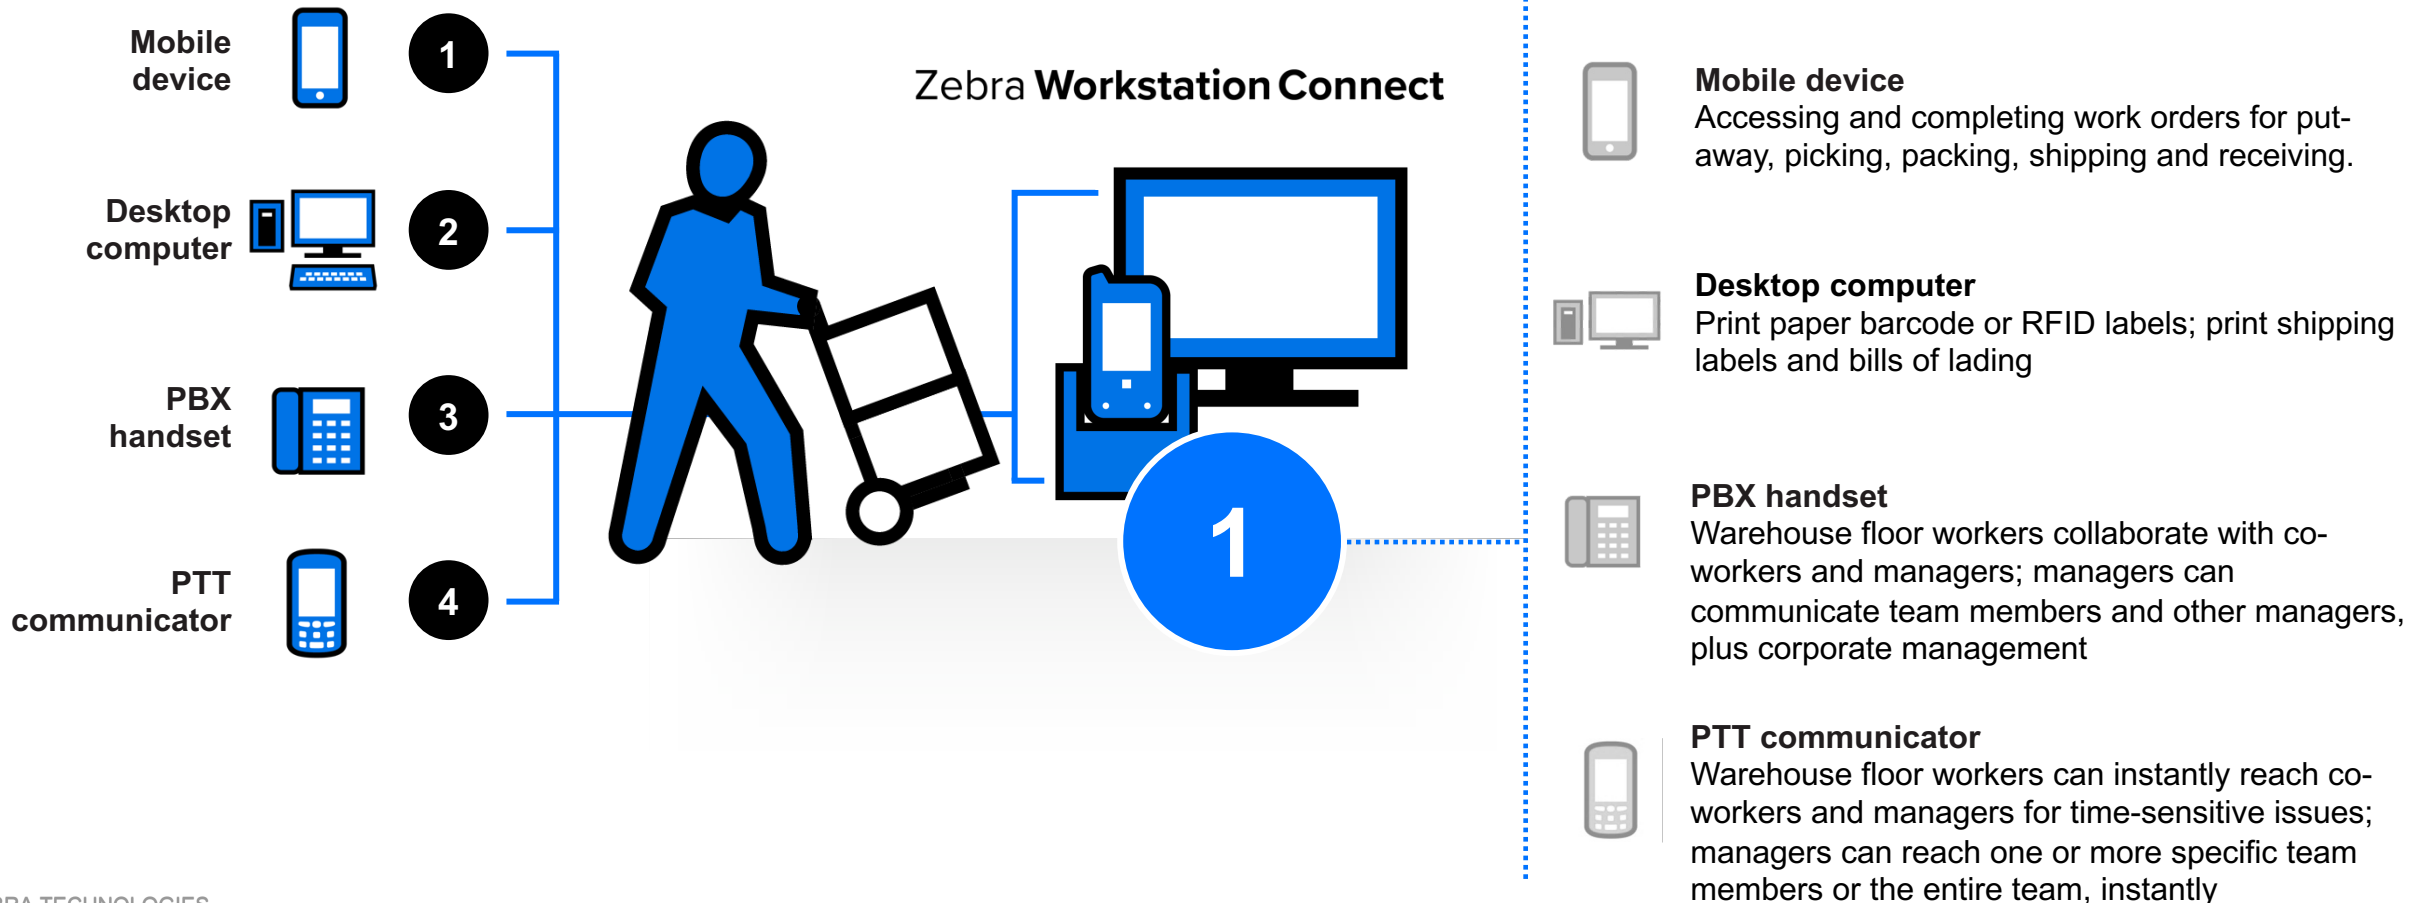 Mobile
device
1
Desktop
computer
2
PBX
handset
3
PTT
communicator
4
Zebra Workstation Connect
1
Mobile device
Accessing and completing work orders for put-
away, picking, packing, shipping and receiving.
Desktop computer
Print paper barcode or RFID labels; print shipping
labels and bills of lading
PBX handset
Warehouse floor workers collaborate with co-
workers and managers; managers can
communicate team members and other managers,
plus corporate management
PTT communicator
Warehouse floor workers can instantly reach co-
workers and managers for time-sensitive issues;
managers can reach one or more specific team
members or the entire team, instantly
TECHNOLOGIES